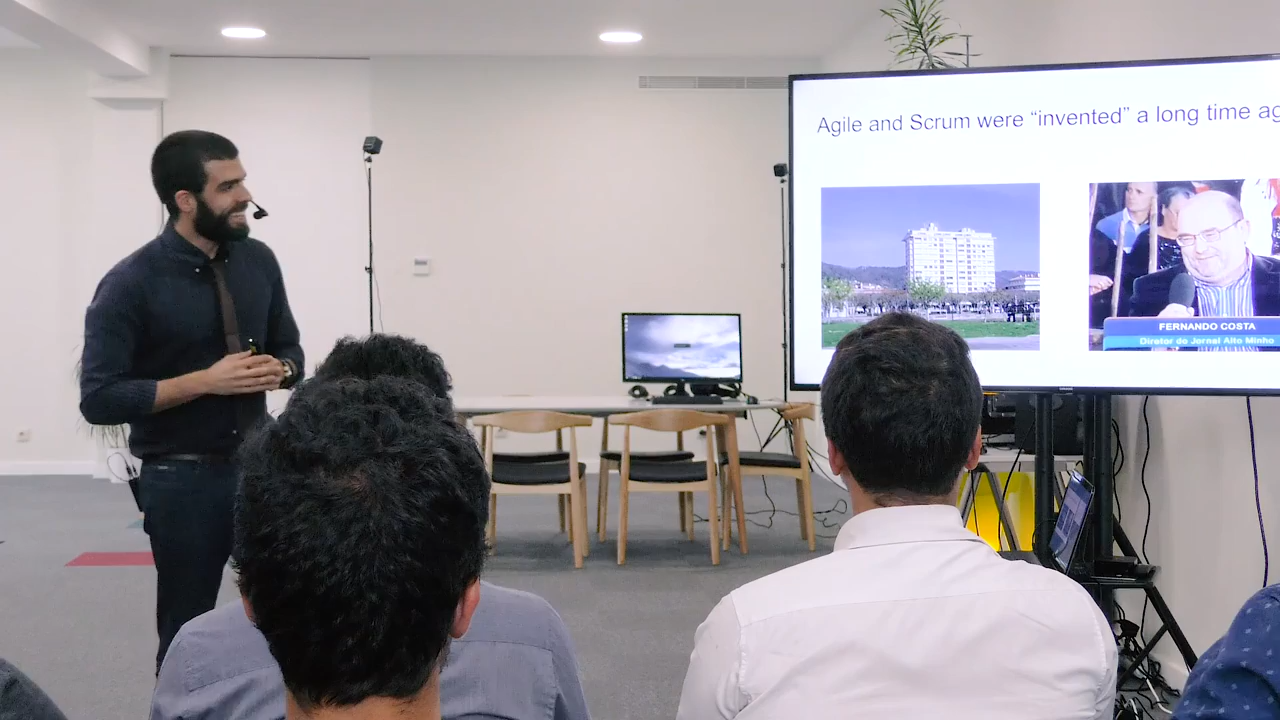 Agile and Scrum were “invented” a long time ag
FERNANDO COSTA
Diretor do Jornal Alto Minho